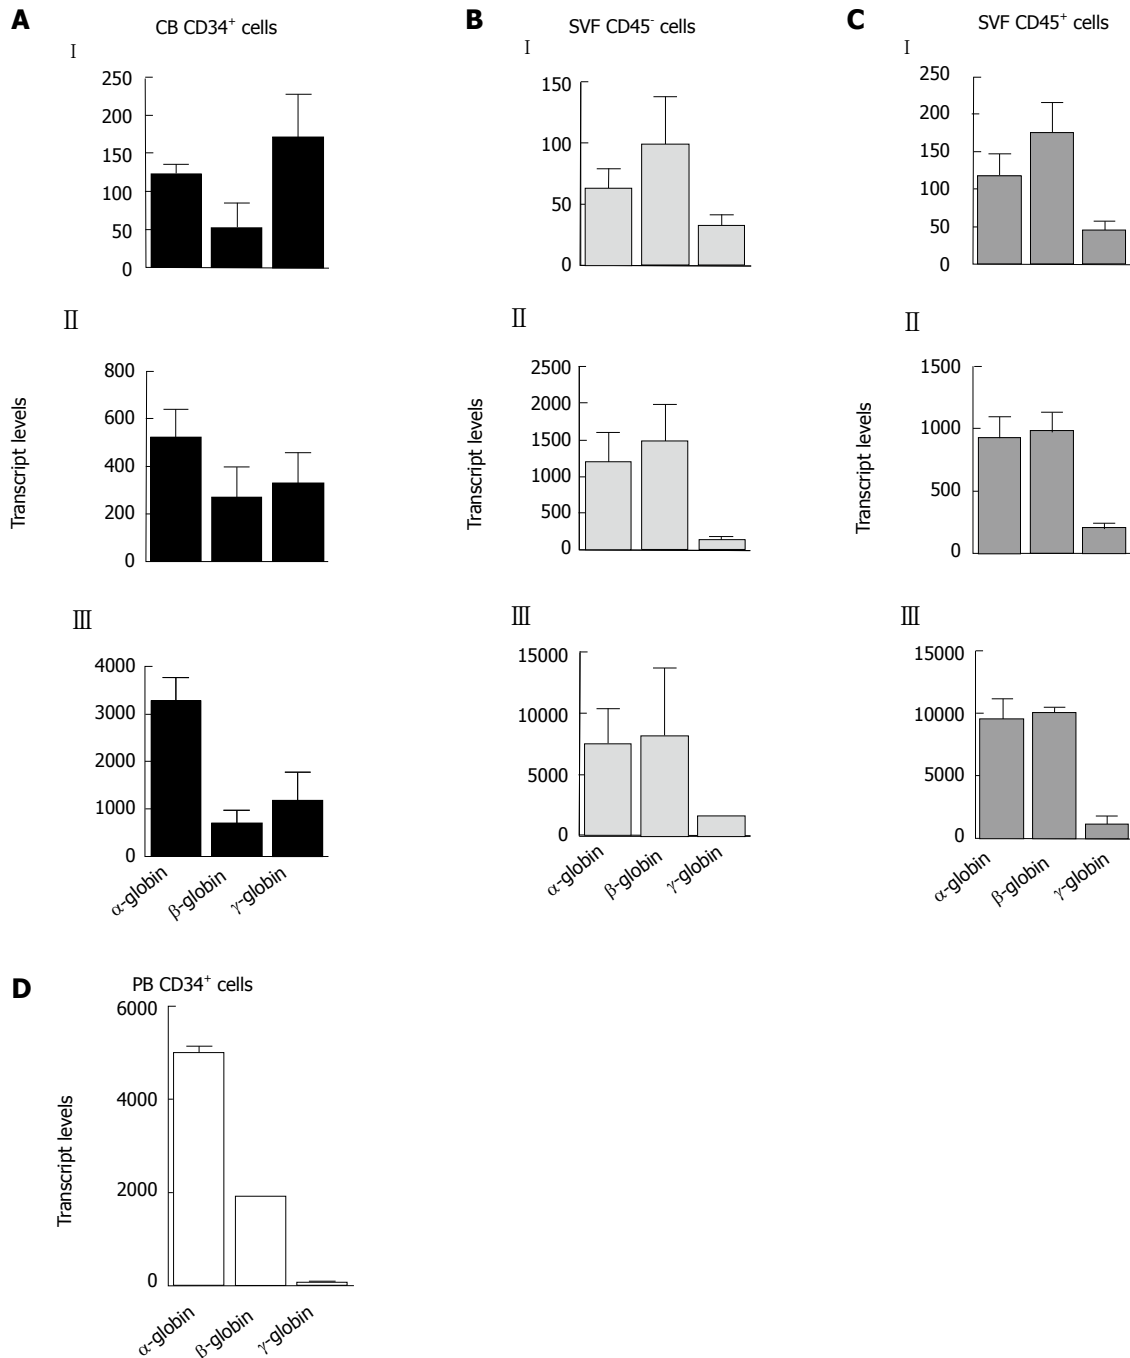 A
CB CD34+ cells
I
250
200
150
100
50
0
II
800
600
400
200
0
III
4000
3000
2000
1000
0
Transcript levels
α-globin
β-globin
γ-globin
B
SVF CD45- cells
I
150
100
50
0
II
2500
2000
1500
1000
500
0
III
15000
10000
5000
0
Transcript levels
α-globin
β-globin
γ-globin
C
SVF CD45+ cells
I
250
200
150
100
50
0
II
1500
1000
500
0
III
15000
10000
5000
0
Transcript levels
α-globin
β-globin
γ-globin
D
PB CD34+ cells
6000
4000
2000
0
Transcript levels
α-globin
β-globin
γ-globin